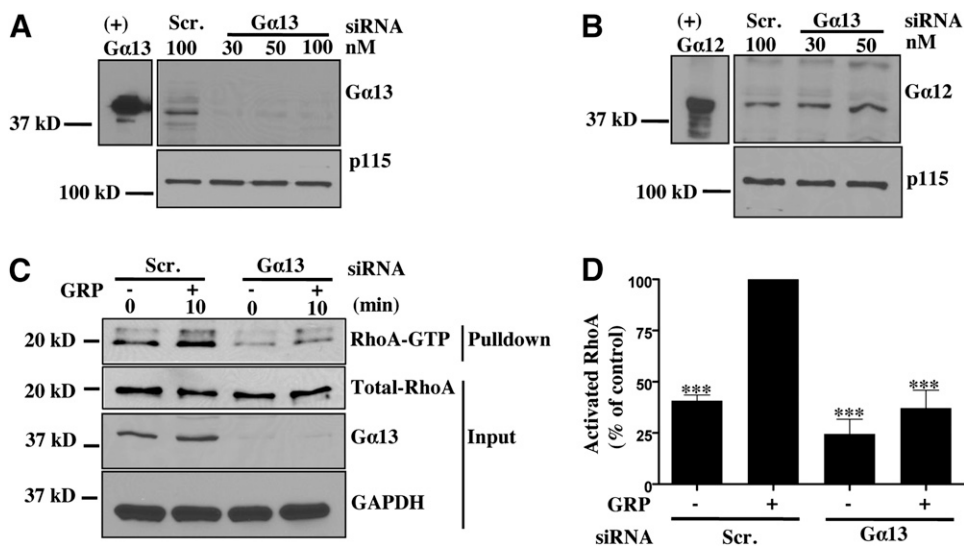 A
(+)
Gα13
Scr.
100
Gα13
30 50 100
siRNA
nM
Gα13
37 kD
p115
100 kD
B
(+)
Gα12
Scr.
100
Gα13
30 50
siRNA
nM
Gα12
37 kD
p115
100 kD
C
Scr. Gα13 siRNA
GRP - + - +
0 10 0 10 (min)
20 kD RhoA-GTP Pulldown
20 kD Total-RhoA
37 kD Gα13 Input
37 kD GAPDH
D
Activated RhoA
(% of control)
100
75
50
25
0
*** *** ***
GRP - + - +
siRNA Scr. Gα13